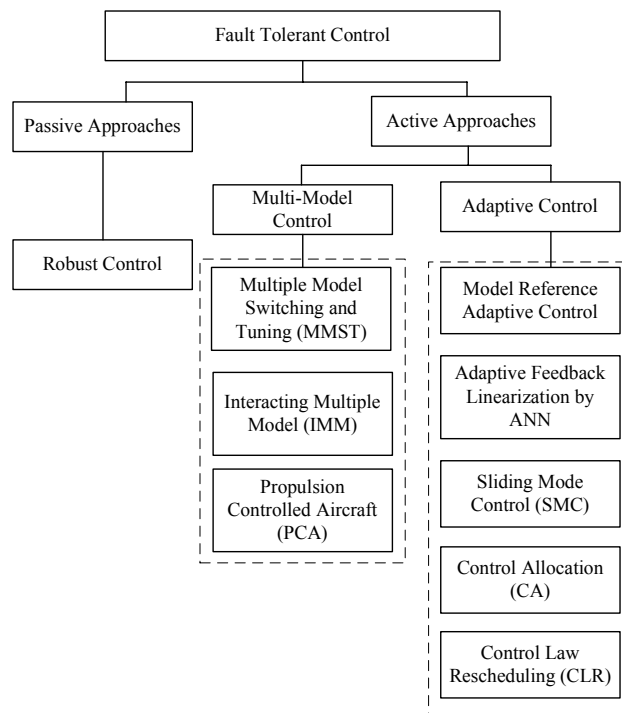 Fault Tolerant Control
Passive Approaches
Active Approaches
Multi-Model
Control
Adaptive Control
Robust Control
Multiple Model
Switching and
Tuning (MMST)
Interacting Multiple
Model (IMM)
Propulsion
Controlled Aircraft
(PCA)
Model Reference
Adaptive Control
Adaptive Feedback
Linearization by
ANN
Sliding Mode
Control (SMC)
Control Allocation
(CA)
Control Law
Rescheduling (CLR)